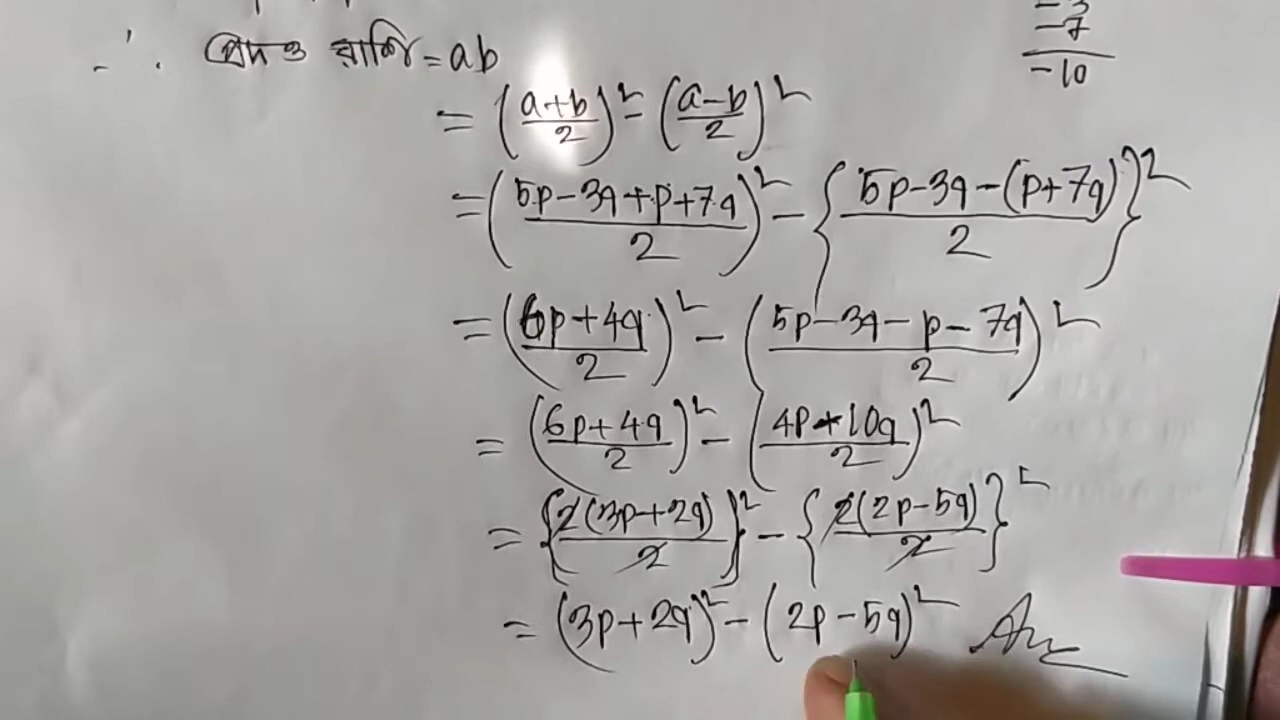 -3
-7
-10
∴ প্রদত্ত রাশি = ab
= (a+b/2)² - (a-b/2)²
= (5p-3q+p+7q/2)² - {5p-3q-(p+7q)/2}²
= (6p+4q/2)² - (5p-3q-p-7q/2)²
= (6p+4q/2)² - (4p-10q/2)²
= {2(3p+2q)/2}² - {2(2p-5q)/2}²
= (3p+2q)² - (2p-5q)² Ans